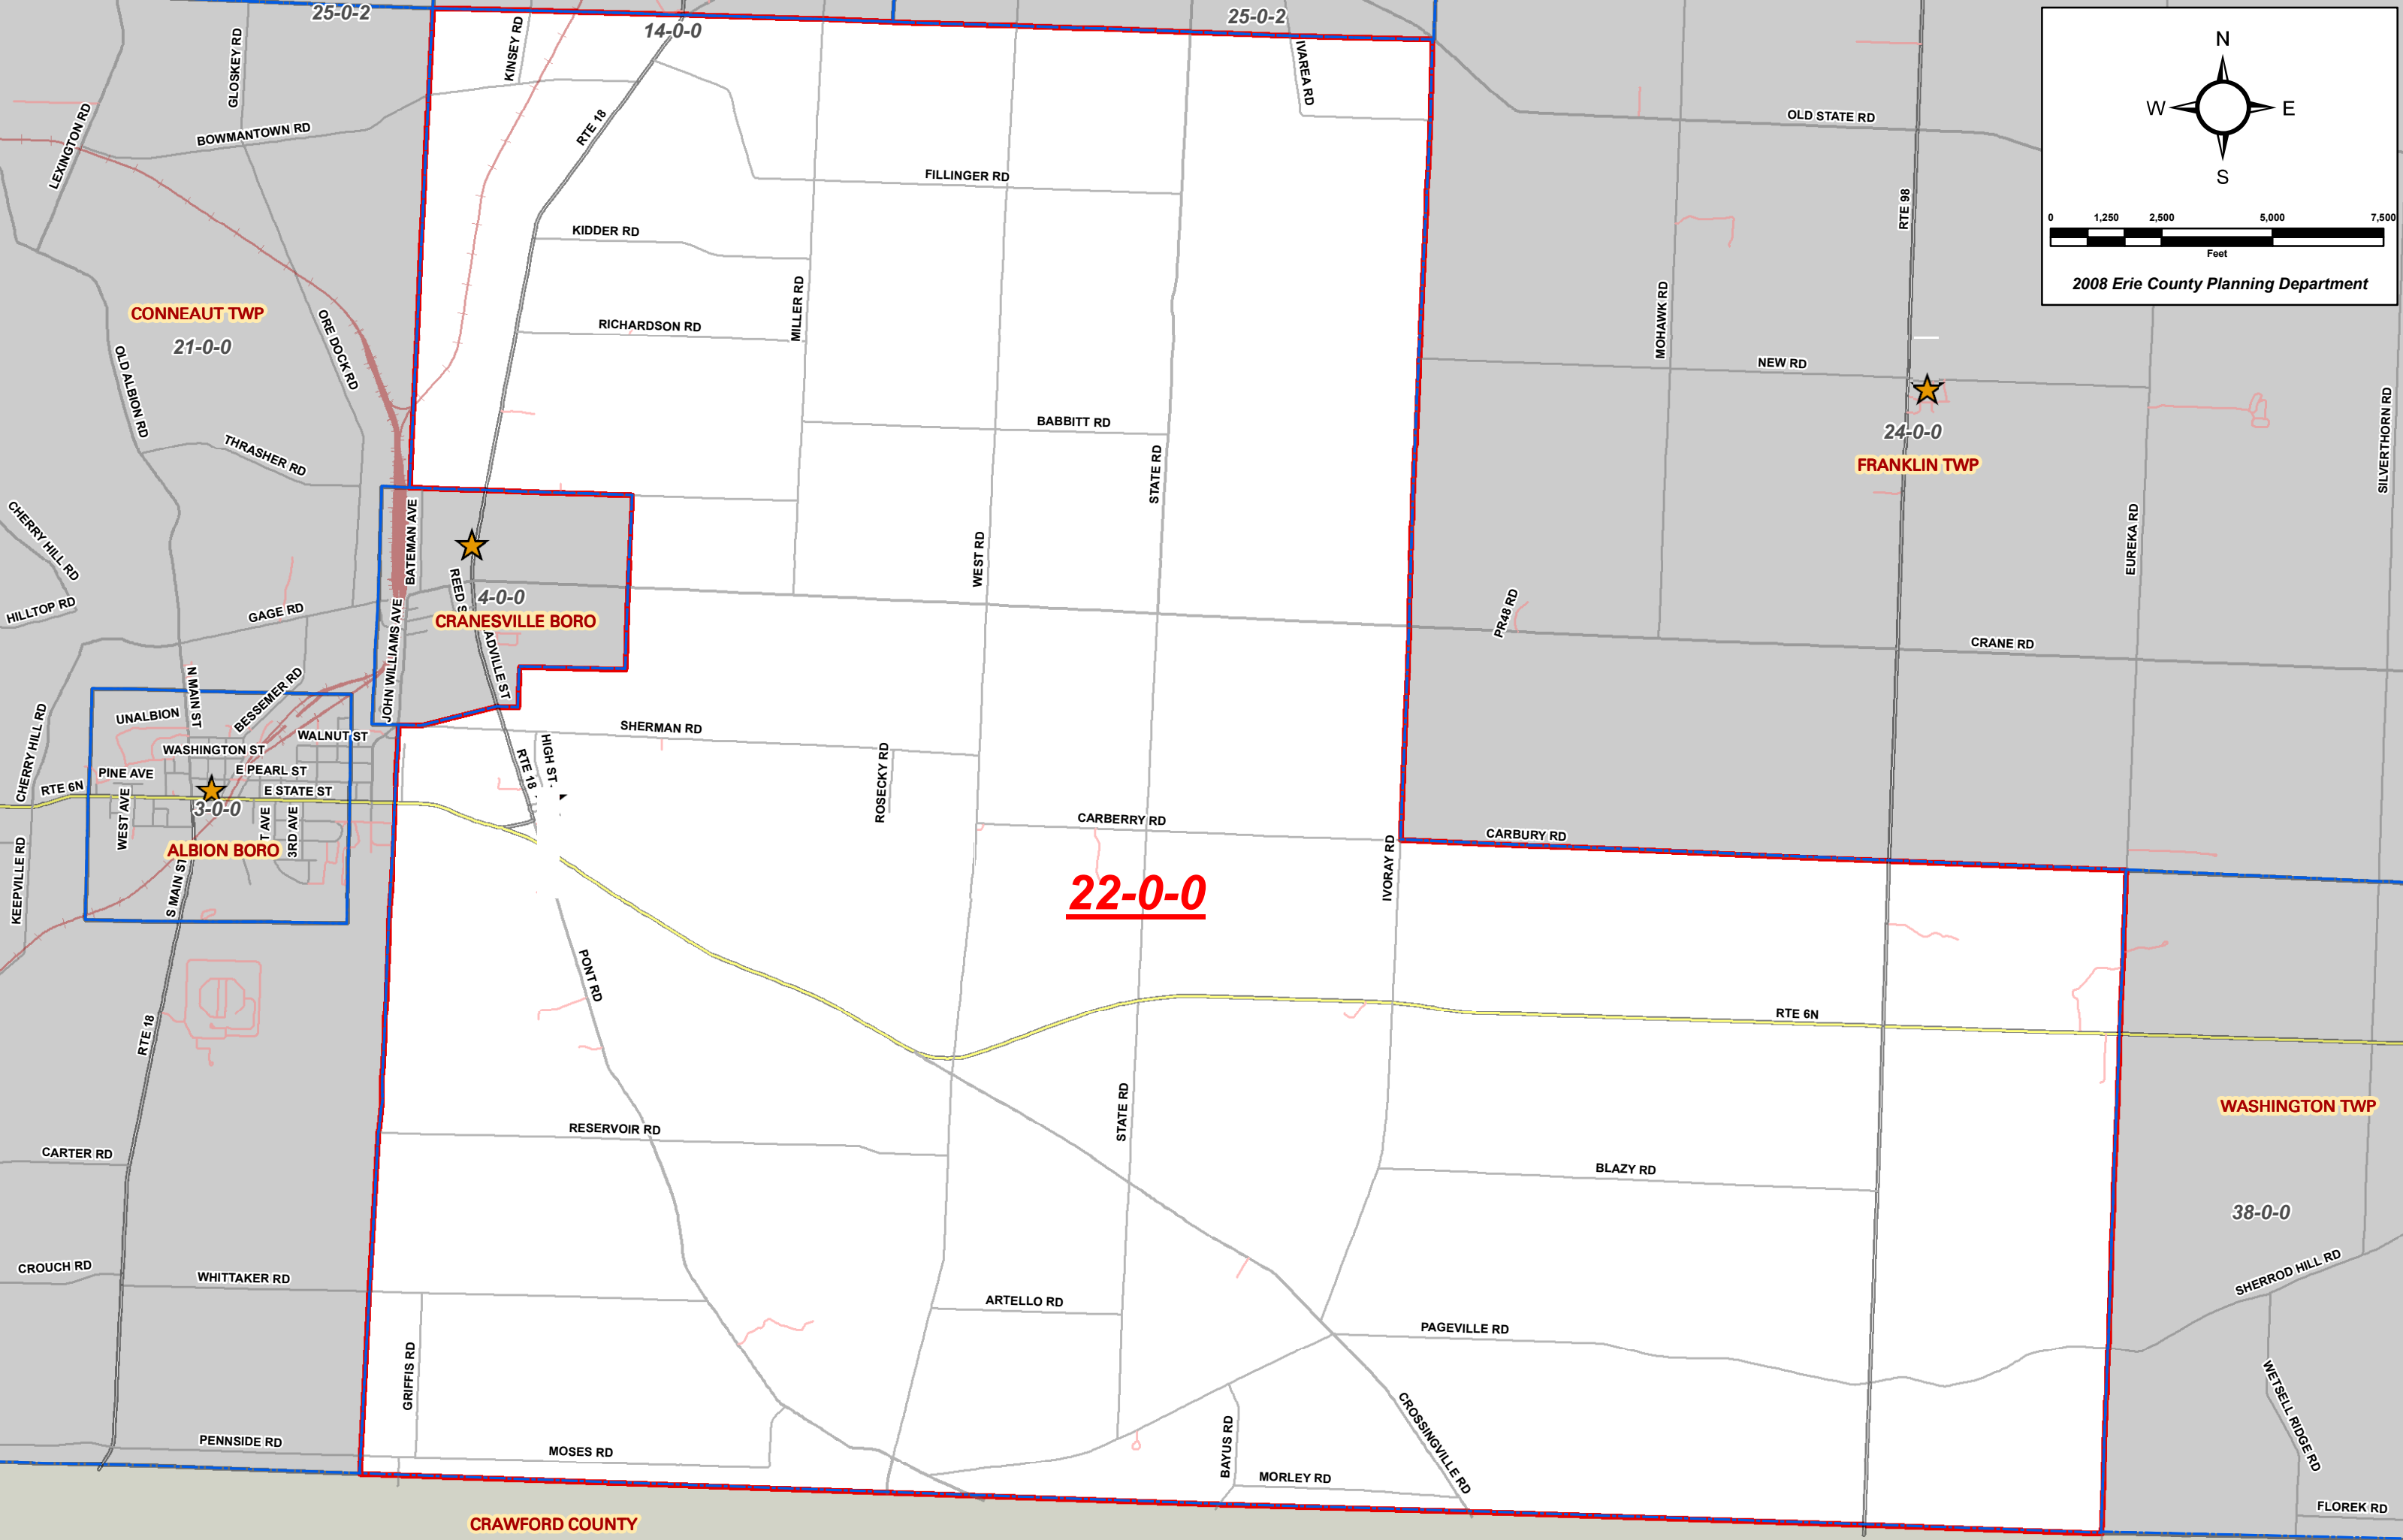 25-0-2
14-0-0
25-0-2
N
W
E
S
0
1,250
2,500
5,000
7,500
Feet
2008 Erie County Planning Department
GLOSKEY RD
KINSEY RD
IVAREA RD
LEXINGTON RD
BOWMANTOWN RD
RTE 18
OLD STATE RD
FILLINGER RD
RTE 98
KIDDER RD
CONNEAUT TWP
21-0-0
ORE DOCK RD
MILLER RD
RICHARDSON RD
MOHAWK RD
NEW RD
OLD ALBION RD
THRASHER RD
BABBITT RD
STATE RD
24-0-0
FRANKLIN TWP
SILVERTHORN RD
CHERRY HILL RD
BATEMAN AVE
WEST RD
EUREKA RD
HILLTOP RD
GAGE RD
REED S
4-0-0
CRANESVILLE BORO
PR48 RD
CRANE RD
JOHN WILLIAMS AVE
ADVILLE ST
N MAIN ST
BESSEMER RD
UNALBION
WALNUT ST
WASHINGTON ST
SHERMAN RD
CHERRY HILL RD
PINE AVE
E PEARL ST
RTE 6N
E STATE ST
3-0-0
WEST AVE
T AVE
3RD AVE
RTE 18
HIGH ST
ROSECKY RD
CARBERRY RD
CARBURY RD
ALBION BORO
KEEPVILLE RD
S MAIN ST
IVORAY RD
22-0-0
PONT RD
RTE 18
RTE 6N
STATE RD
WASHINGTON TWP
RESERVOIR RD
CARTER RD
BLAZY RD
38-0-0
CROUCH RD
WHITTAKER RD
SHERROD HILL RD
ARTELLO RD
PAGEVILLE RD
GRIFFIS RD
WETSELL RIDGE RD
CROSSINGVILLE RD
BAYUS RD
PENNSIDE RD
MOSES RD
MORLEY RD
FLOREK RD
CRAWFORD COUNTY